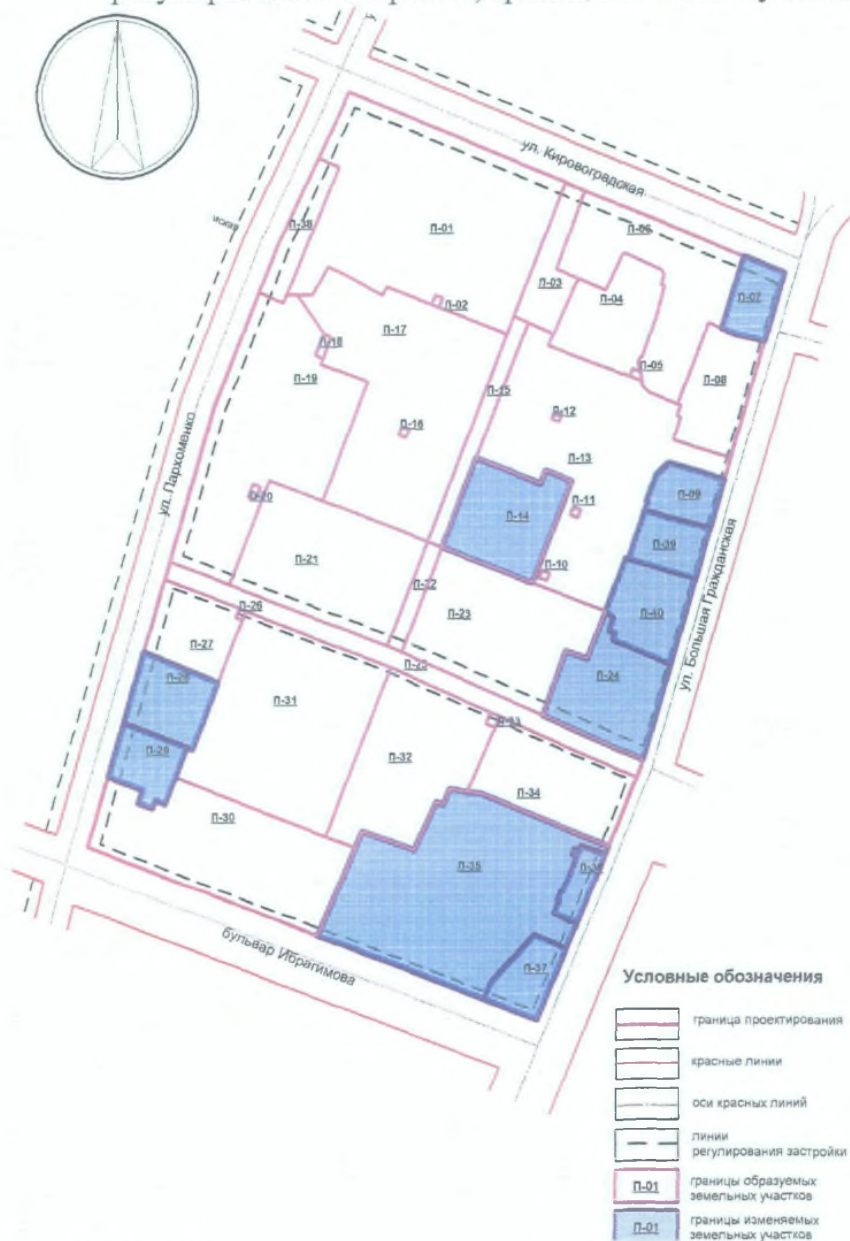 ул. Кировоградская
П-38
П-01
П-66
П-03
П-07
П-04
П-02
П-17
П-18
П-05
П-19
П-08
П-15
П-12
П-16
П-13
П-09
П-20
П-14
П-11
П-39
ул. Пархоменко
П-21
П-10
П-22
П-40
П-23
ул. Большая Гражданская
П-26
П-27
П-25
П-24
П-28
П-31
П-33
П-29
П-32
П-34
П-30
П-35
П-36
П-37
бульвар Ибрагимова
Условные обозначения
граница проектирования
красные линии
оси красных линий
линии
регулирования застройки
П-01
границы образуемых
земельных участков
П-01
границы изменяемых
земельных участков